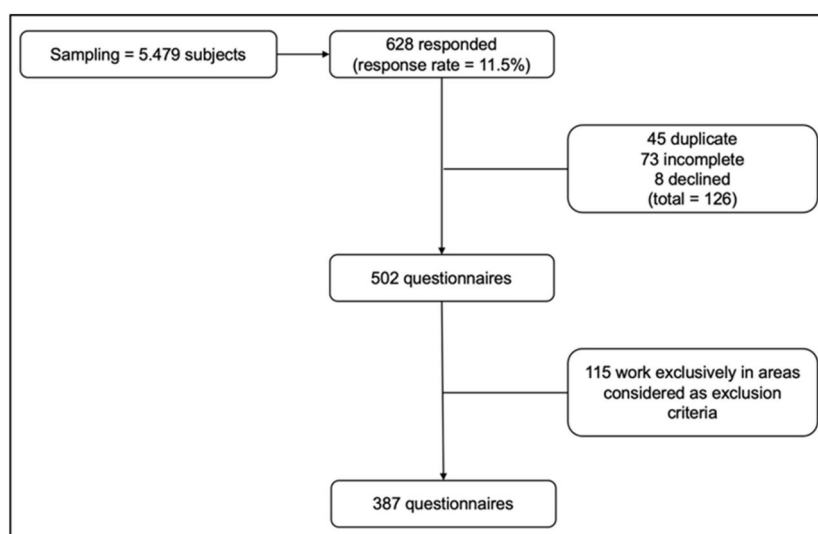 Sampling = 5.479 subjects
628 responded
(response rate = 11.5%)
45 duplicate
73 incomplete
8 declined
(total = 126)
502 questionnaires
115 work exclusively in areas
considered as exclusion
criteria
387 questionnaires